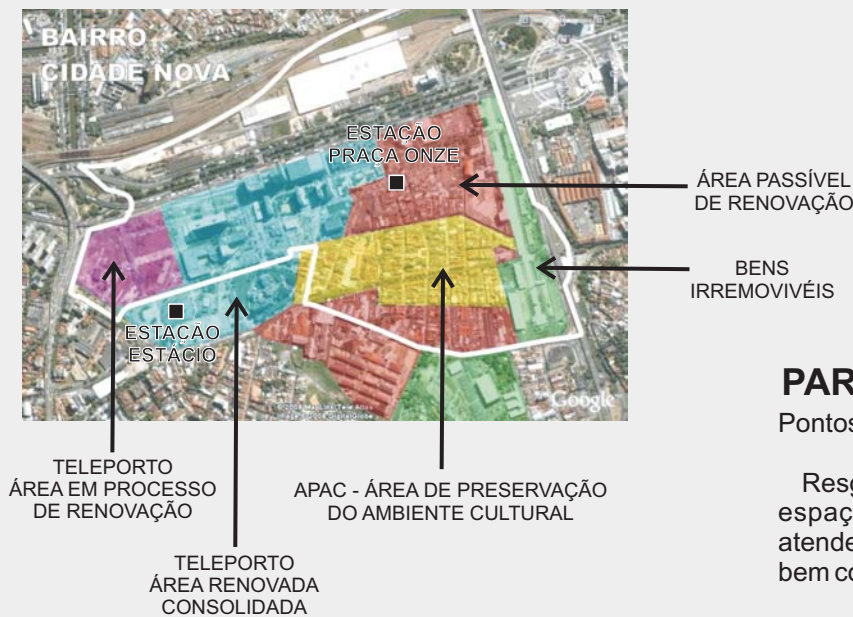 BAIRRO
CIDADE NOVA
ESTAÇÃO
PRAÇA ONZE
ÁREA PASSÍVEL
DE RENOVAÇÃO
BENS
IRREMOVIVÉIS
ESTAÇÃO
ESTÁCIO
Google
TELEPORTO
ÁREA EM PROCESSO
DE RENOVAÇÃO
APAC - ÁREA DE PRESERVAÇÃO
DO AMBIENTE CULTURAL
TELEPORTO
ÁREA RENOVADA
CONSOLIDADA
PAR
Pontos
Resg
espaç
atende
bem co